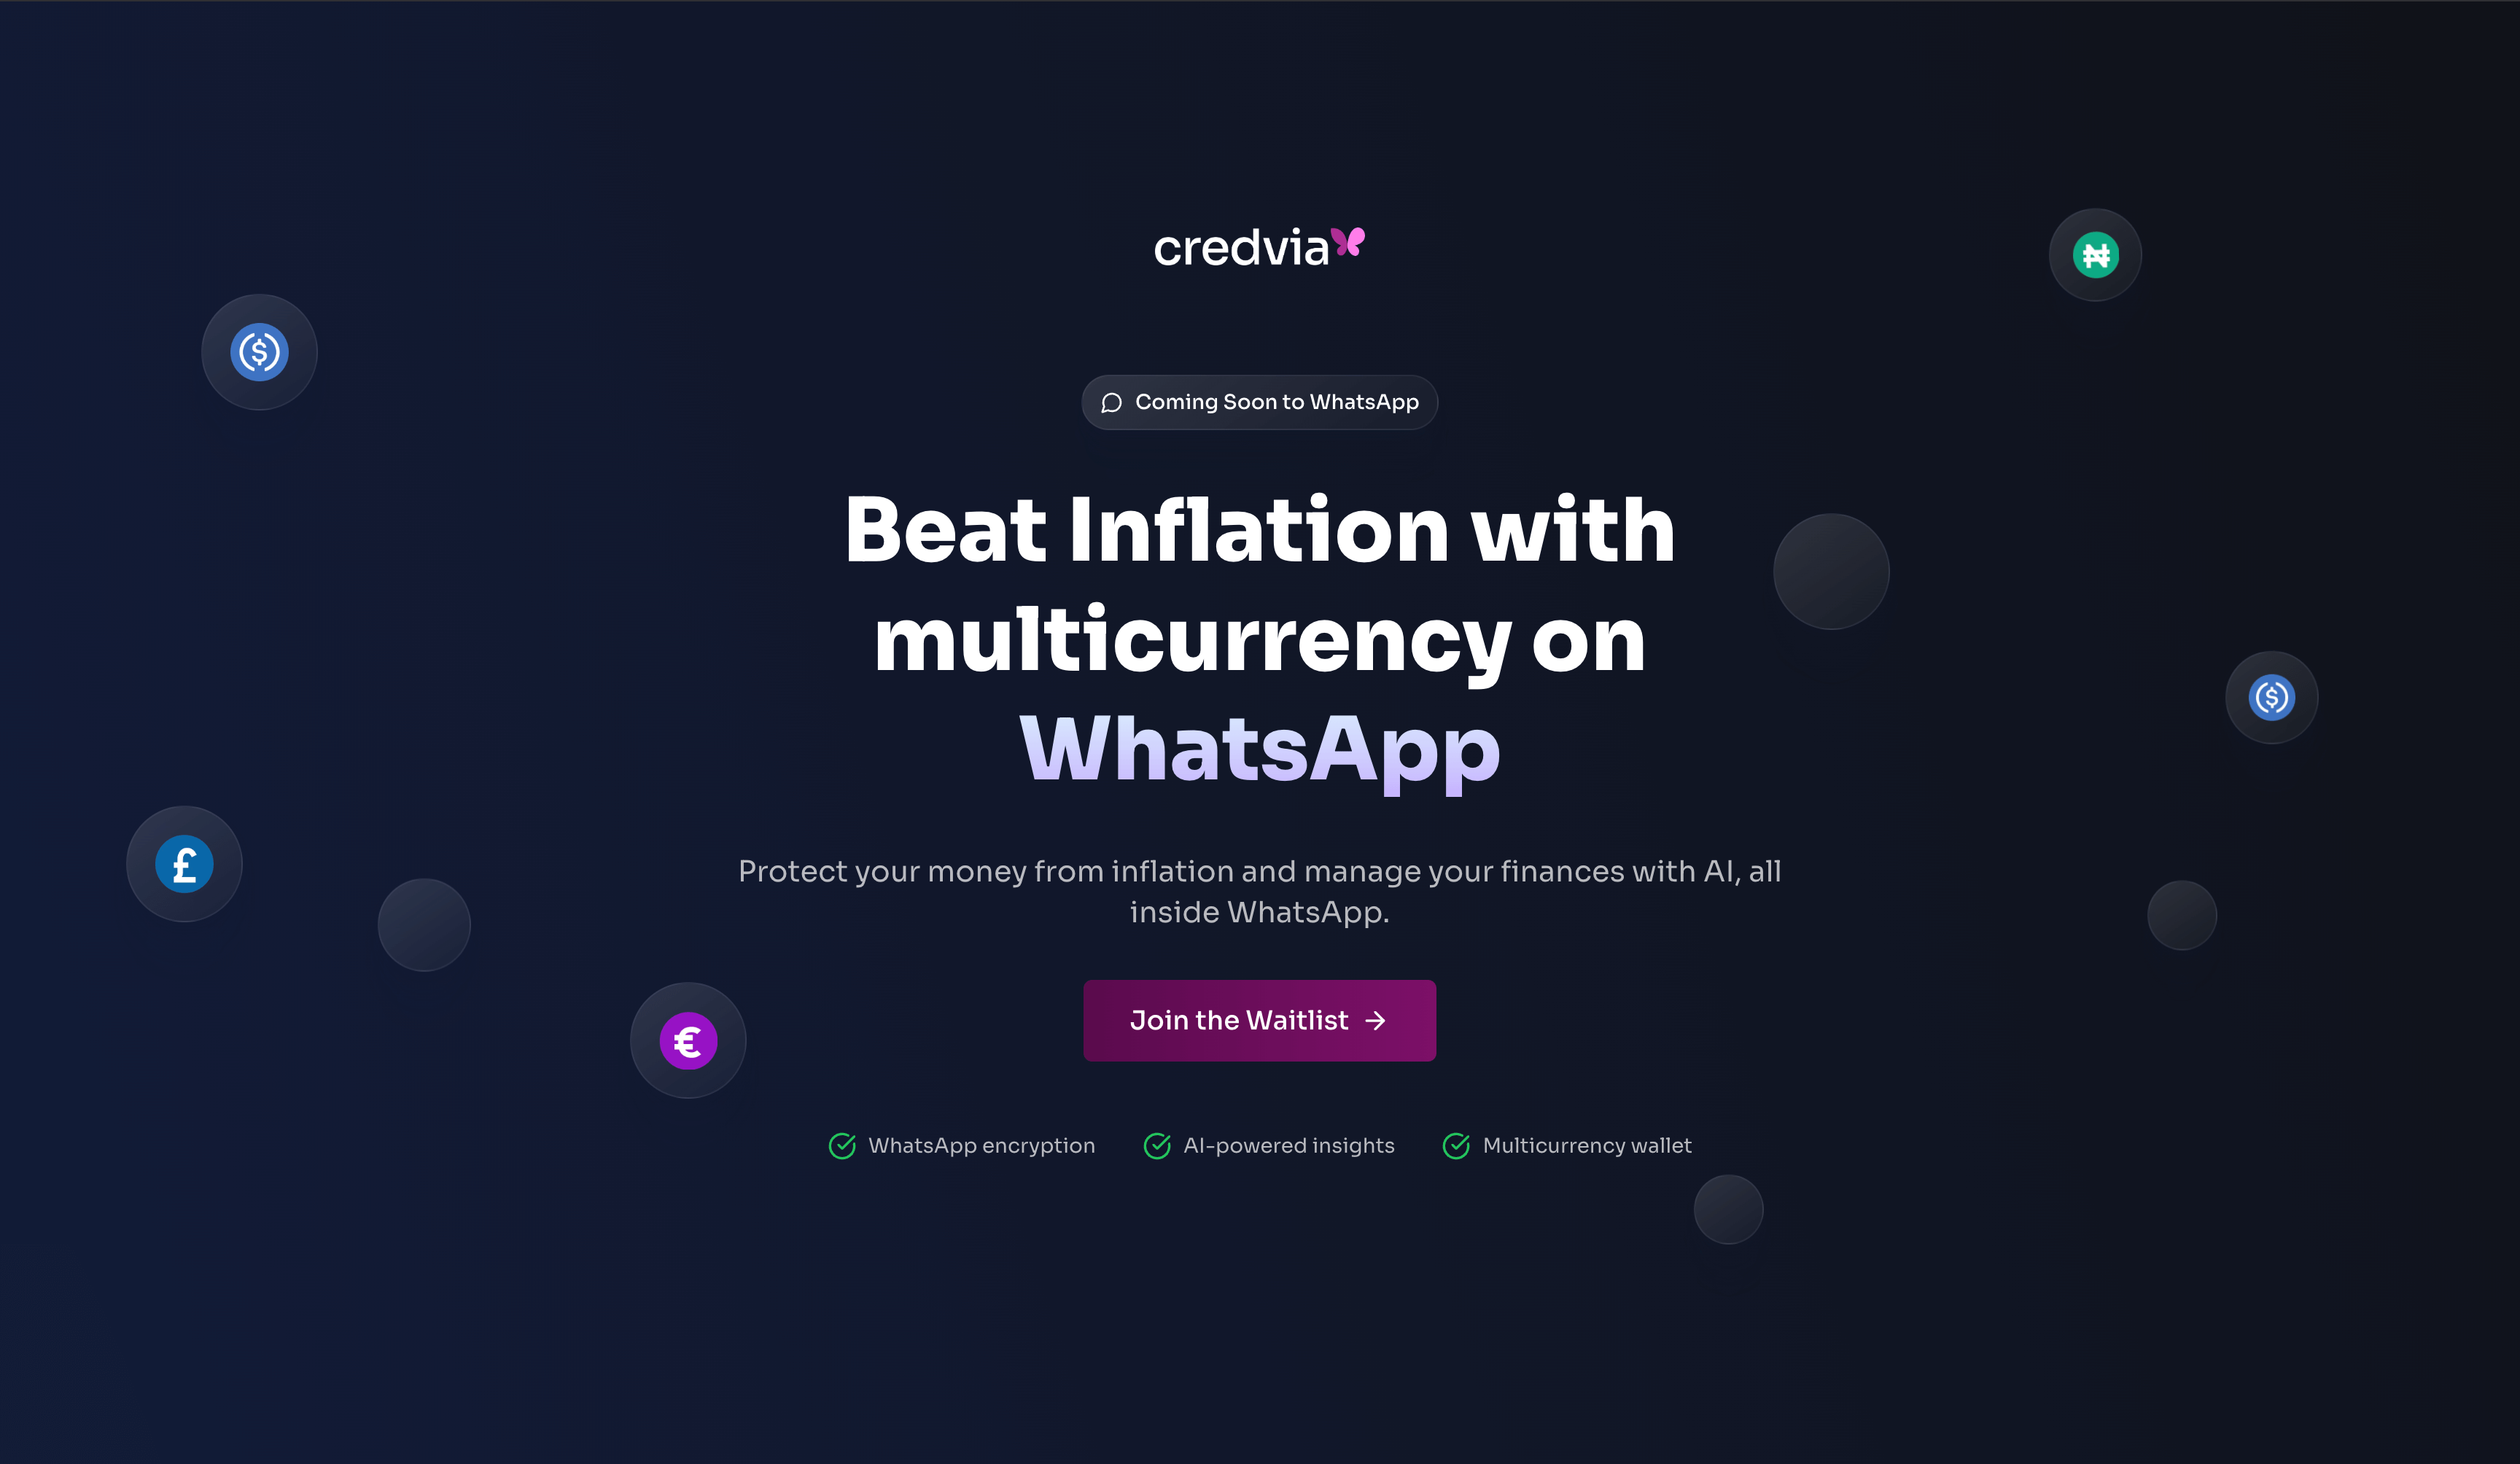 credvia
Coming Soon to WhatsApp
Beat Inflation with
multicurrency on
WhatsApp
Protect your money from inflation and manage your finances with AI, all
inside WhatsApp.
Join the Waitlist →
WhatsApp encryption
AI-powered insights
Multicurrency wallet
₦
$
$
£
€